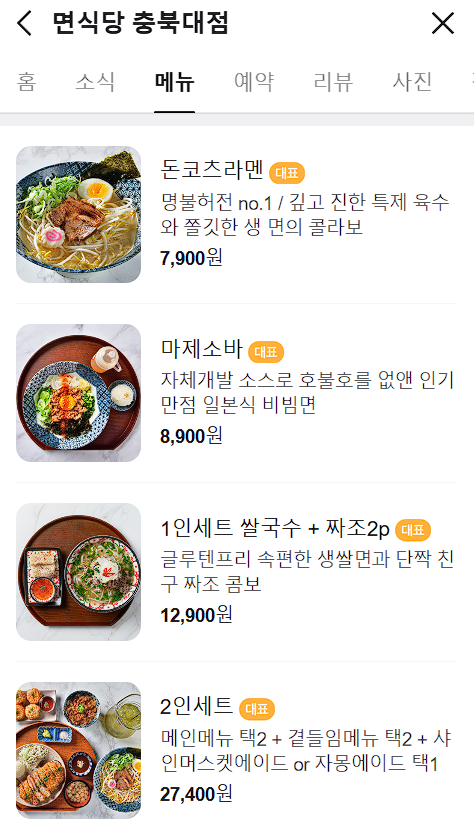 면식당 충북대점
홈 소식 메뉴 예약 리뷰 사진
돈코츠라멘 대표
명불허전 no.1 / 깊고 진한 특제 육수
와 쫄깃한 생 면의 콜라보
7,900원
마제소바 대표
자체개발 소스로 호불호를 없앤 인기
만점 일본식 비빔면
8,900원
1인세트 쌀국수 + 짜조2p 대표
글루텐프리 속편한 생쌀면과 단짝 친
구 짜조 콤보
12,900원
2인세트 대표
메인메뉴 택2 + 곁들임메뉴 택2 + 샤
인머스켓에이드 or 자몽에이드 택1
27,400원